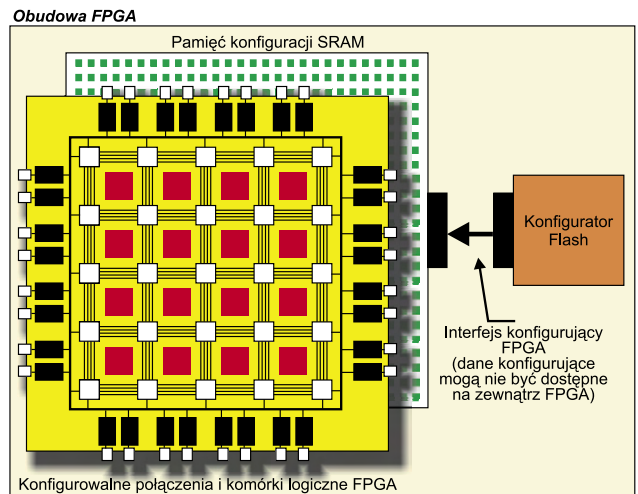 Obudowa FPGA
Pamięć konfiguracji SRAM
Konfigurator
Flash
Interfejs konfigurujący
FPGA
(dane konfigurujące
mogą nie być dostępne
na zewnątrz FPGA)
Konfigurowalne połączenia i komórki logiczne FPGA